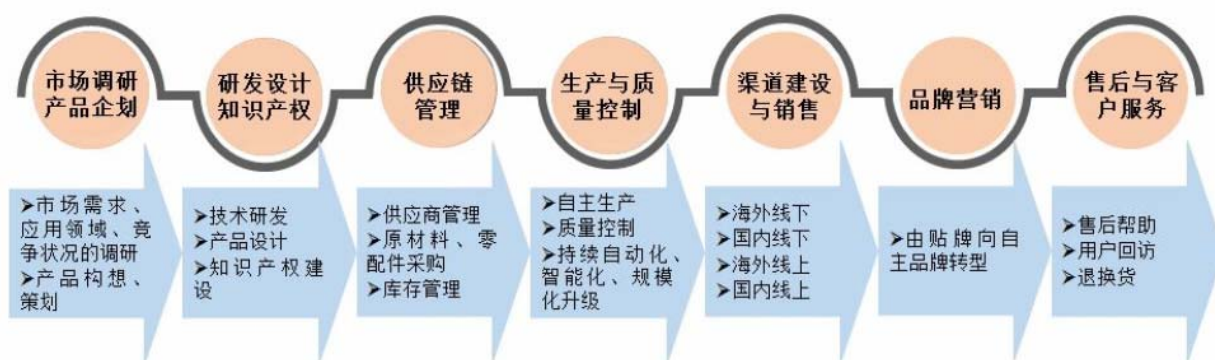 市场调研
产品企划
研发设计
知识产权
供应链
管理
生产与质
量控制
渠道建设
与销售
品牌营销
售后与客
户服务
➢市场需求、
应用领域、竞
争状况的调研
➢产品构想、
策划
➢技术研发
➢产品设计
➢知识产权建
设
➢供应商管理
➢原材料、零
配件采购
➢库存管理
➢自主生产
➢质量控制
➢持续自动化、
智能化、规模
化升级
➢海外线下
➢国内线下
➢海外线上
➢国内线上
➢由贴牌向自
主品牌转型
➢售后帮助
➢用户回访
➢退换货